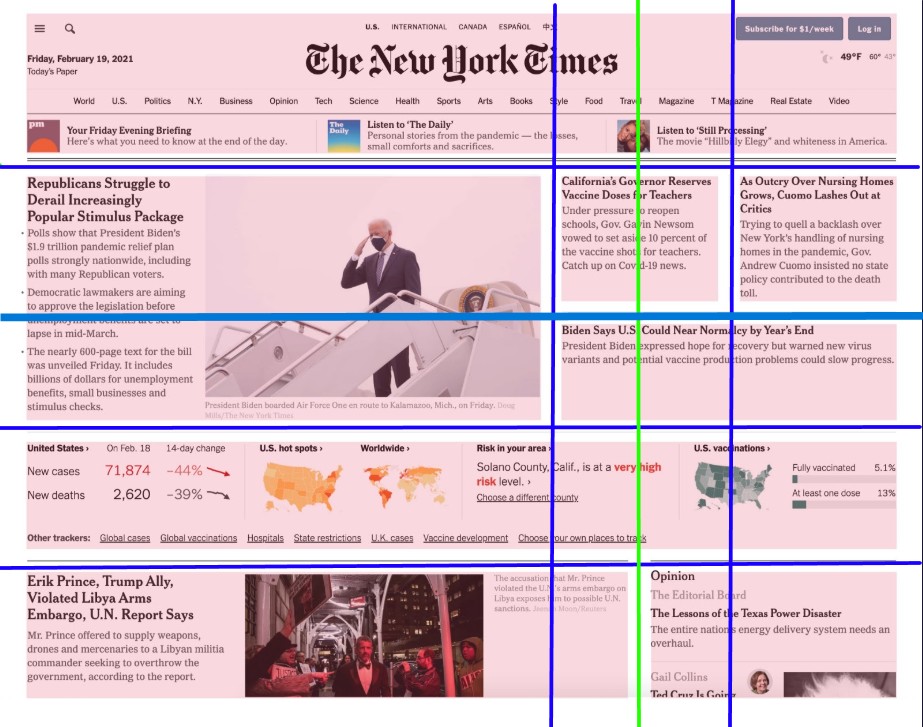 U.S. INTERNATIONAL CANADA ESPAÑOL 中文
Subscribe for $1/week Log in
Friday, February 19, 2021
Today's Paper
The New York Times
49°F 60° 43°
World U.S. Politics N.Y. Business Opinion Tech Science Health Sports Arts Books Style Food Travel Magazine T Magazine Real Estate Video
pm
Your Friday Evening Briefing
Here's what you need to know at the end of the day.
The Daily
Listen to 'The Daily'
Personal stories from the pandemic — the losses,
small comforts and sacrifices.
Listen to 'Still Processing'
The movie "Hillbilly Elegy" and whiteness in America.
Republicans Struggle to
Derail Increasingly
Popular Stimulus Package
• Polls show that President Biden's
$1.9 trillion pandemic relief plan
polls strongly nationwide, including
with many Republican voters.
• Democratic lawmakers are aiming
to approve the legislation before
unemployment benefits are set to
lapse in mid-March.
• The nearly 600-page text for the bill
was unveiled Friday. It includes
billions of dollars for unemployment
benefits, small businesses and
stimulus checks.
President Biden boarded Air Force One en route to Kalamazoo, Mich., on Friday. Doug
Mills/The New York Times
California's Governor Reserves
Vaccine Doses for Teachers
Under pressure to reopen
schools, Gov. Gavin Newsom
vowed to set aside 10 percent of
the vaccine shots for teachers.
Catch up on Covid-19 news.
As Outcry Over Nursing Homes
Grows, Cuomo Lashes Out at
Critics
Trying to quell a backlash over
New York's handling of nursing
homes in the pandemic, Gov.
Andrew Cuomo insisted no state
policy contributed to the death
toll.
Biden Says U.S. Could Near Normalcy by Year's End
President Biden expressed hope for recovery but warned new virus
variants and potential vaccine production problems could slow progress.
United States › On Feb. 18 14-day change
New cases 71,874 –44%
New deaths 2,620 –39%
U.S. hot spots › Worldwide ›
Risk in your area ›
Solano County, Calif., is at a very high
risk level. ›
Choose a different county
U.S. vaccinations ›
Fully vaccinated 5.1%
At least one dose 13%
Other trackers: Global cases Global vaccinations Hospitals State restrictions U.K. cases Vaccine development Choose your own places to track
Erik Prince, Trump Ally,
Violated Libya Arms
Embargo, U.N. Report Says
Mr. Prince offered to supply weapons,
drones and mercenaries to a Libyan militia
commander seeking to overthrow the
government, according to the report.
The accusation that Mr. Prince
violated the U.N.'s arms embargo on
Libya exposes him to possible U.N.
sanctions. Jeenah Moon/Reuters
Opinion
The Editorial Board
The Lessons of the Texas Power Disaster
The entire nation's energy delivery system needs an
overhaul.
Gail Collins
Ted Cruz Is Going